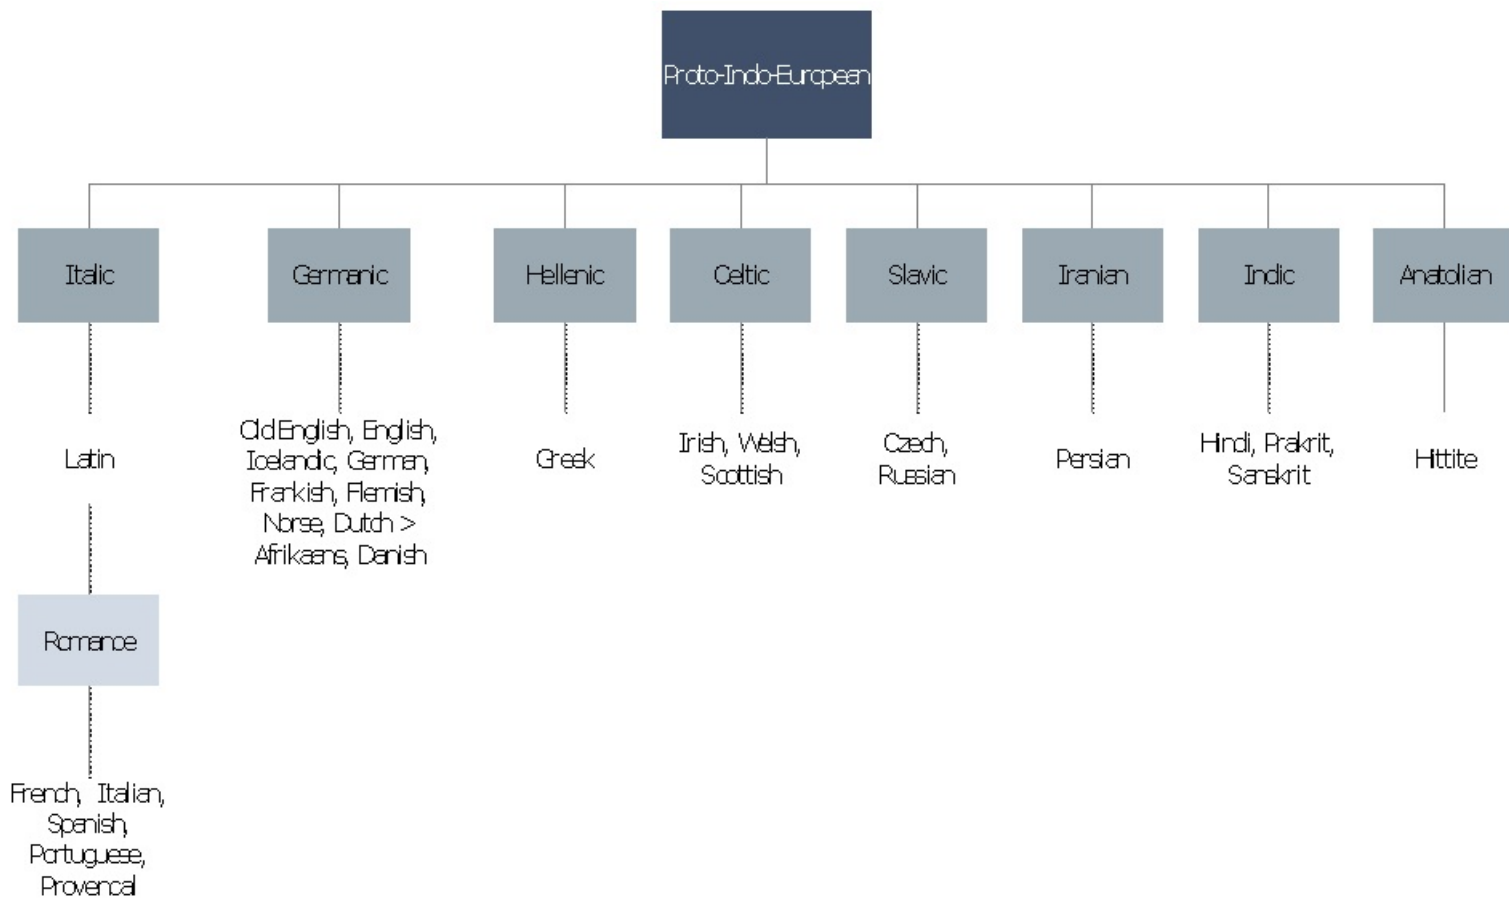 Proto-Indo-European
Italic
Germanic
Hellenic
Celtic
Slavic
Iranian
Indic
Anatolian
Latin
Old English, English,
Icelandic, German,
Frankish, Flemish,
Norse, Dutch >
Afrikaans, Danish
Greek
Irish, Welsh,
Scottish
Czech,
Russian
Persian
Hindi, Prakrit,
Sanskrit
Hittite
Romance
French, Italian,
Spanish,
Portuguese,
Provencal